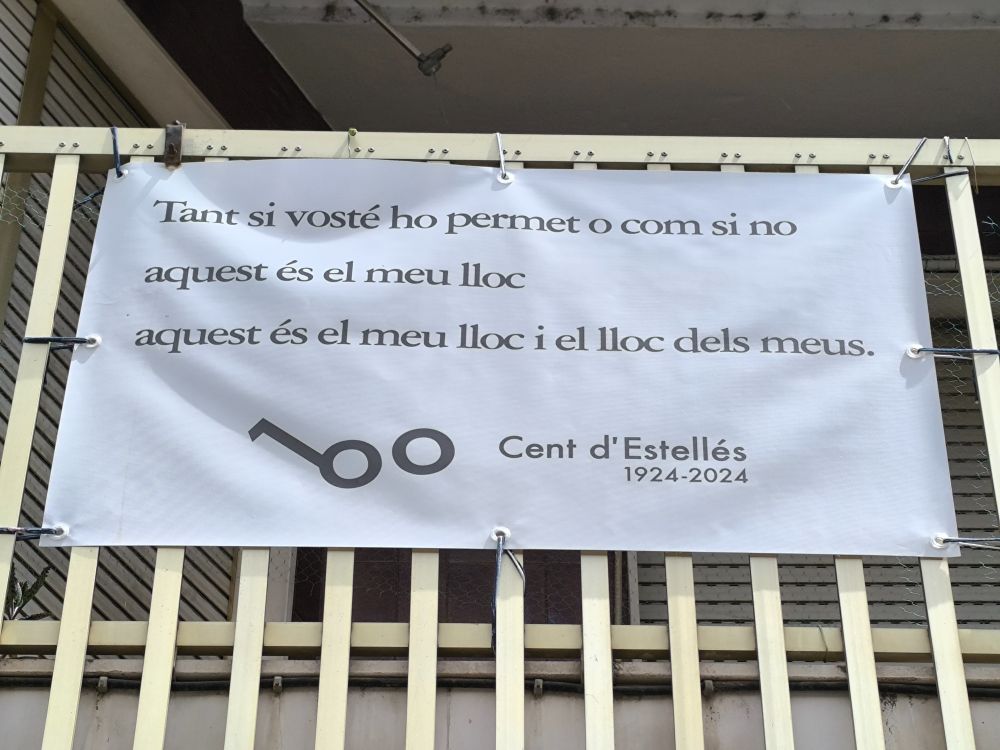 Tant si vosté ho permet o com si no
aquest és el meu lloc
aquest és el meu lloc i el lloc dels meus.
100
Cent d'Estellés
1924-2024